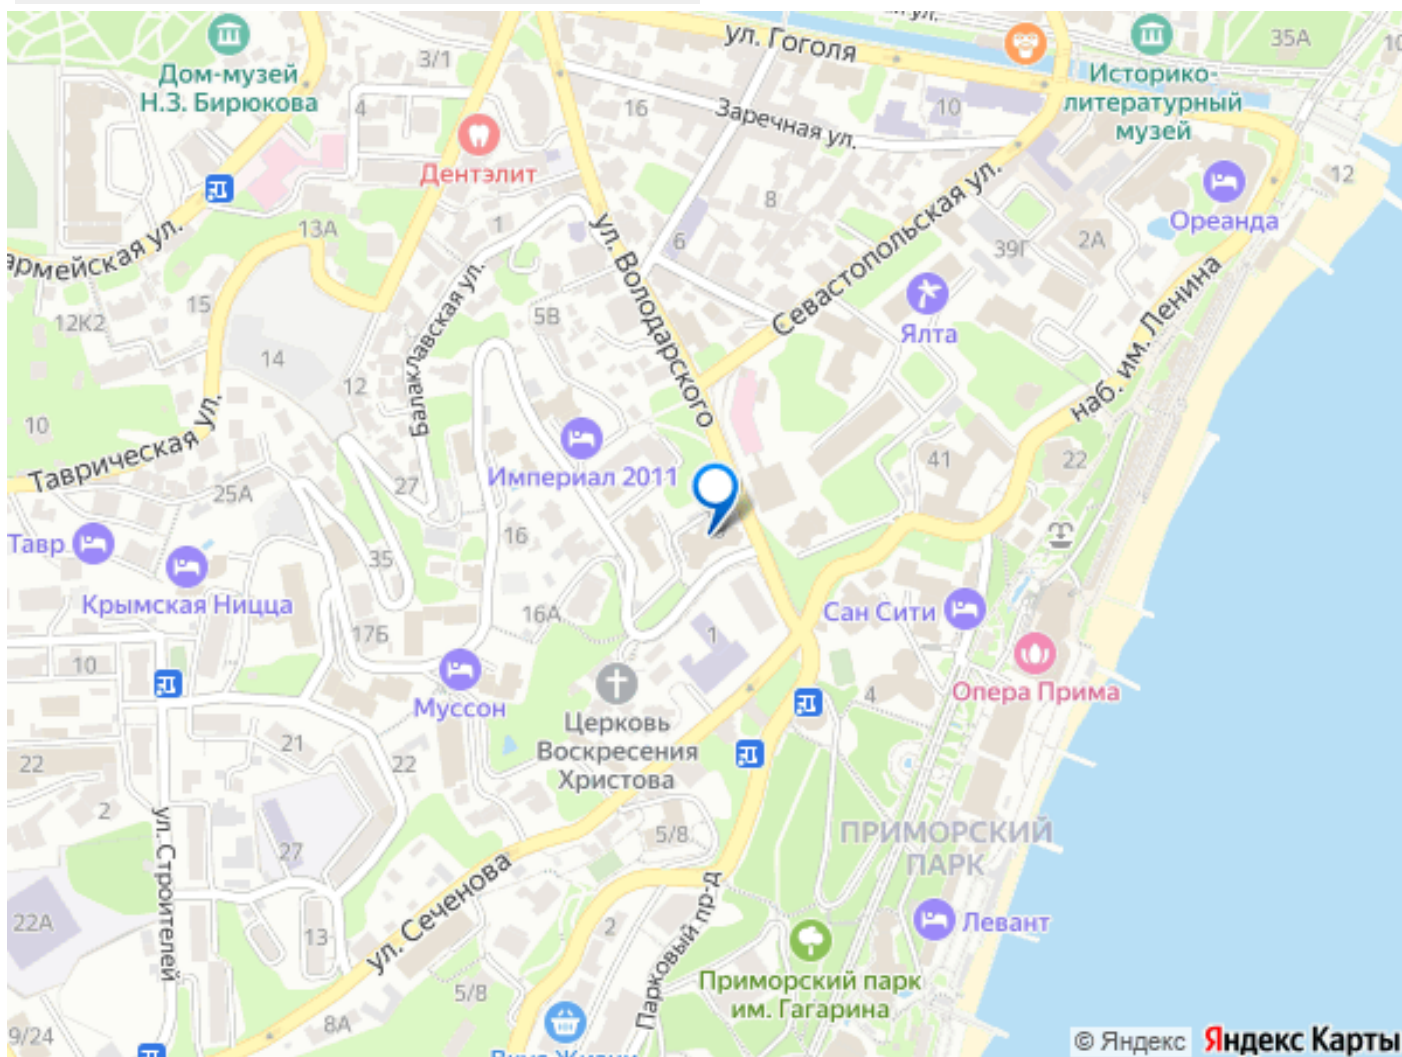 ул. Гоголя
35А
10
Дом-музей
Н.З. Бирюкова
3/1
4
16
Заречная ул.
10
Историко-
литературный
музей
Дентэлит
12
13А
1
8
6
Севастопольская ул.
39Г
2А
Ореанда
армейская ул.
15
12К2
14
12
Балаклавская ул.
5В
ул. Володарского
Ялта
наб. им. Ленина
10
Таврическая ул.
25А
27
Империал 2011
41
22
Тавр
35
16
Крымская Ницца
17Б
16А
1
Сан Сити
10
Муссон
Церковь
Воскресения
Христова
4
Опера Прима
22
21
22
2
ул. Строителей
27
5/8
ПРИМОРСКИЙ
ПАРК
22А
13
ул. Сеченова
2
Парковый пр-д
Левант
Приморский парк
им. Гагарина
5/8
9/24
8А
© Яндекс Яндекс Карты